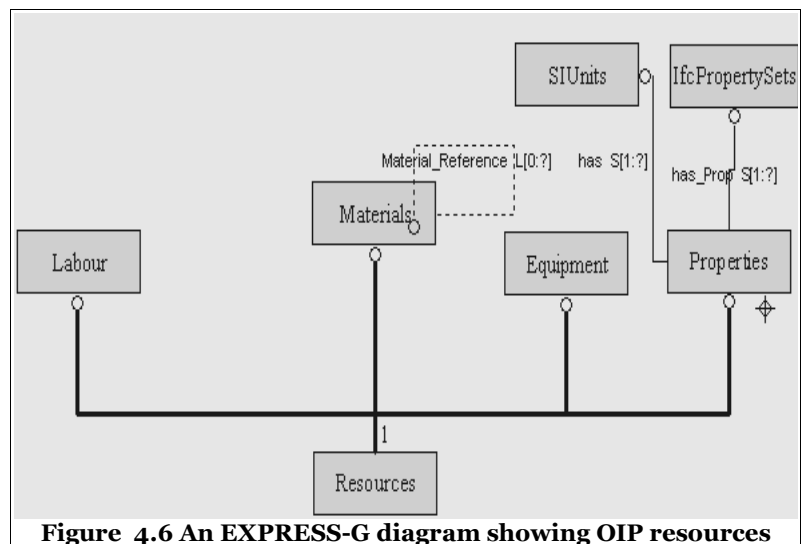 SIUnits
IfcPropertySets
Material_Reference L[0:?]
has S[1:?]
has_Prop S[1:?]
Materials
Labour
Equipment
Properties
1
Resources
Figure 4.6 An EXPRESS-G diagram showing OIP resources